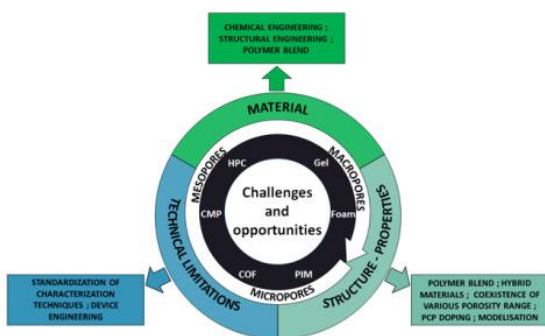 CHEMICAL ENGINEERING ;
STRUCTURAL ENGINEERING ;
POLYMER BLEND
MATERIAL
MESOPORES
MACROPORES
HPC
Gel
CMP
Foam
COF
PIM
Challenges
and
opportunities
MICROPORES
TECHNICAL LIMITATIONS
STRUCTURE - PROPERTIES
STANDARDIZATION OF
CHARACTERIZATION
TECHNIQUES ; DEVICE
ENGINEERING
POLYMER BLEND ; HYBRID
MATERIALS ; COEXISTENCE OF
VARIOUS POROSITY RANGE ;
PCP DOPING ; MODELISATION